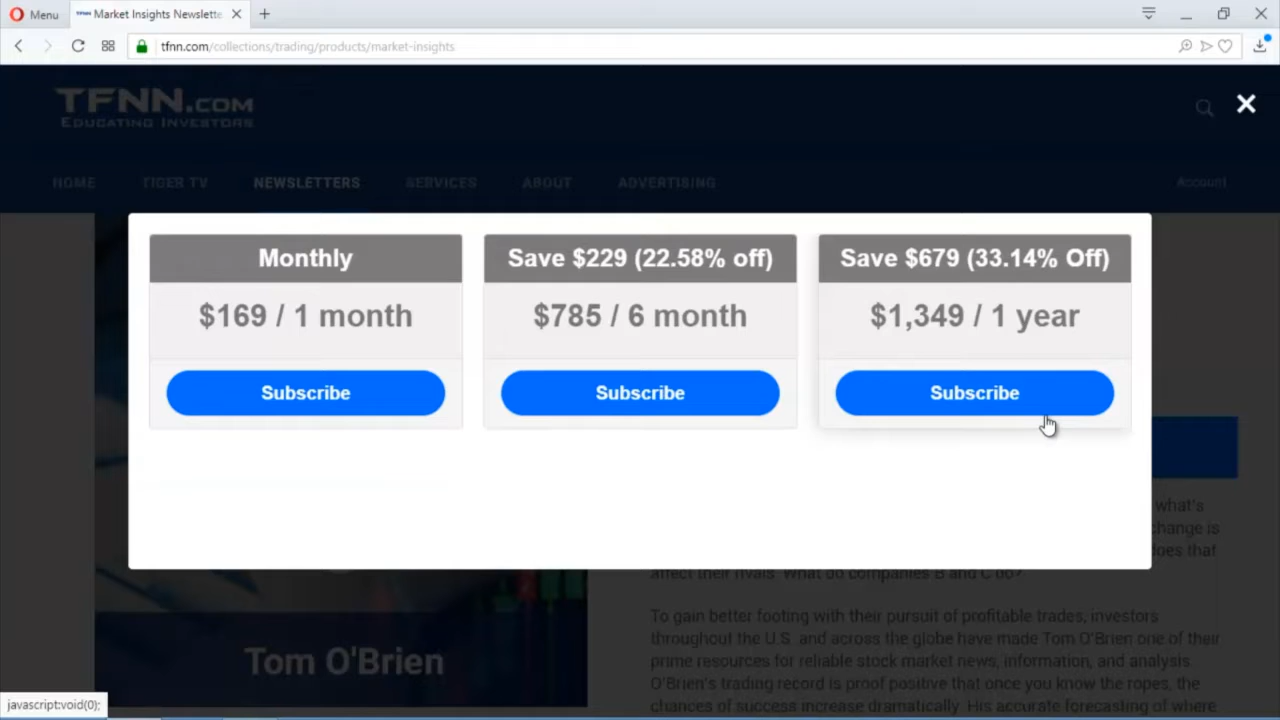 Menu
TFNN Market Insights Newslette
tfnn.com/collections/trading/products/market-insights
TFNN.COM
EDUCATING INVESTORS
HOME TIGER TV NEWSLETTERS SERVICES ABOUT ADVERTISING Account
Monthly
$169 / 1 month
Subscribe
Save $229 (22.58% off)
$785 / 6 month
Subscribe
Save $679 (33.14% Off)
$1,349 / 1 year
Subscribe
what's
change is
does that
affect their rivals. What do companies B and C do?
To gain better footing with their pursuit of profitable trades, investors
throughout the U.S. and across the globe have made Tom O'Brien one of their
prime resources for reliable stock market news, information, and analysis.
O'Brien's trading record is proof positive that once you know the ropes, the
chances of success increase dramatically. His accurate forecasting of where
Tom O'Brien
javascript:void(0);